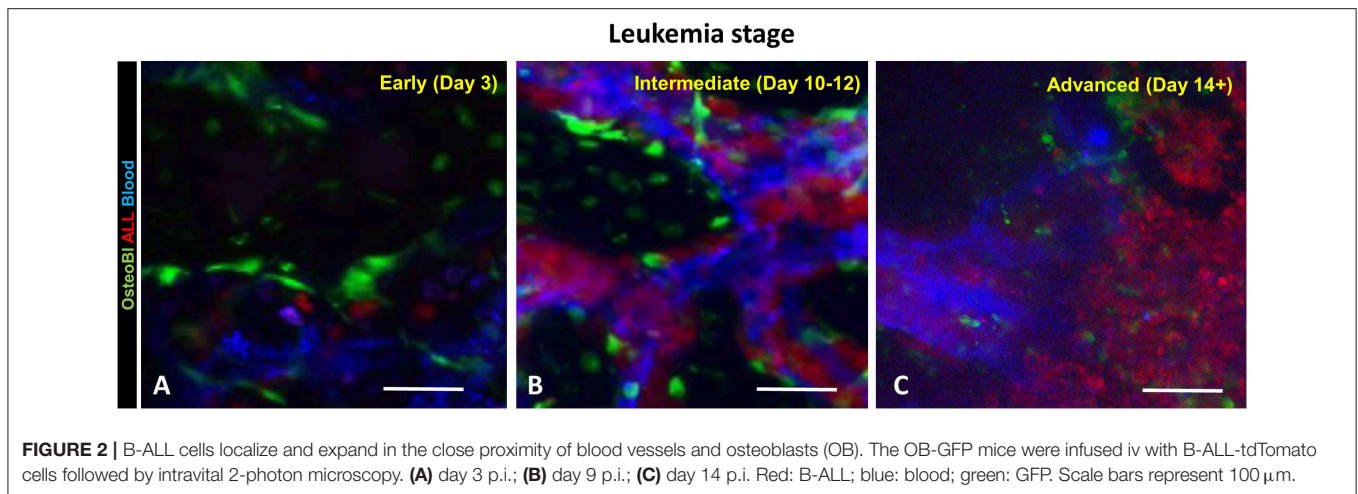 Leukemia stage
OsteoBl ALL Blood
Early (Day 3)
Intermediate (Day 10-12)
Advanced (Day 14+)
A
B
C
FIGURE 2 | B-ALL cells localize and expand in the close proximity of blood vessels and osteoblasts (OB). The OB-GFP mice were infused iv with B-ALL-tdTomato
cells followed by intravital 2-photon microscopy. (A) day 3 p.i.; (B) day 9 p.i.; (C) day 14 p.i. Red: B-ALL; blue: blood; green: GFP. Scale bars represent 100 μm.